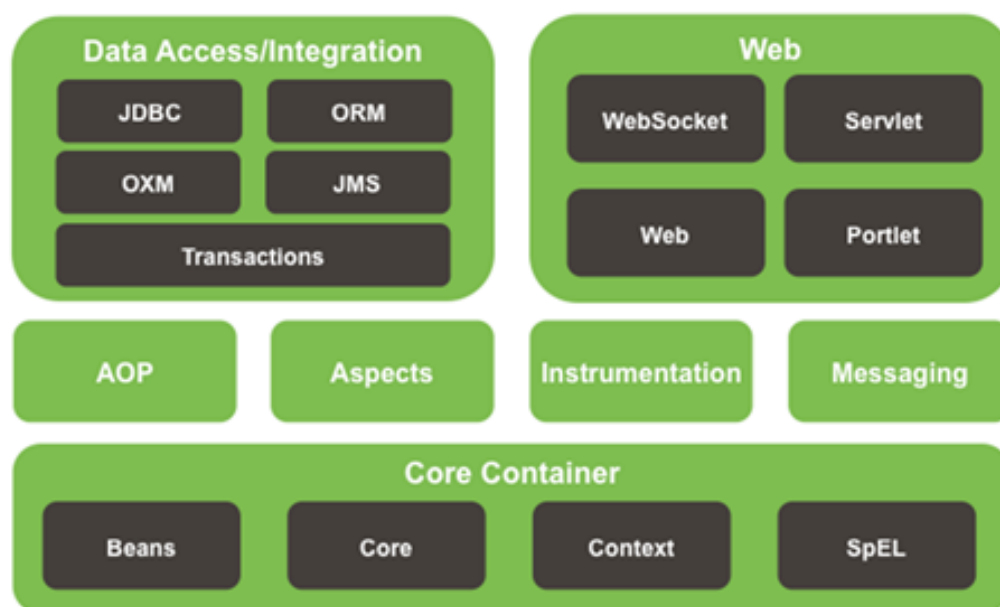 Data Access/Integration
JDBC
ORM
OXM
JMS
Transactions
Web
WebSocket
Servlet
Web
Portlet
AOP
Aspects
Instrumentation
Messaging
Core Container
Beans
Core
Context
SpEL